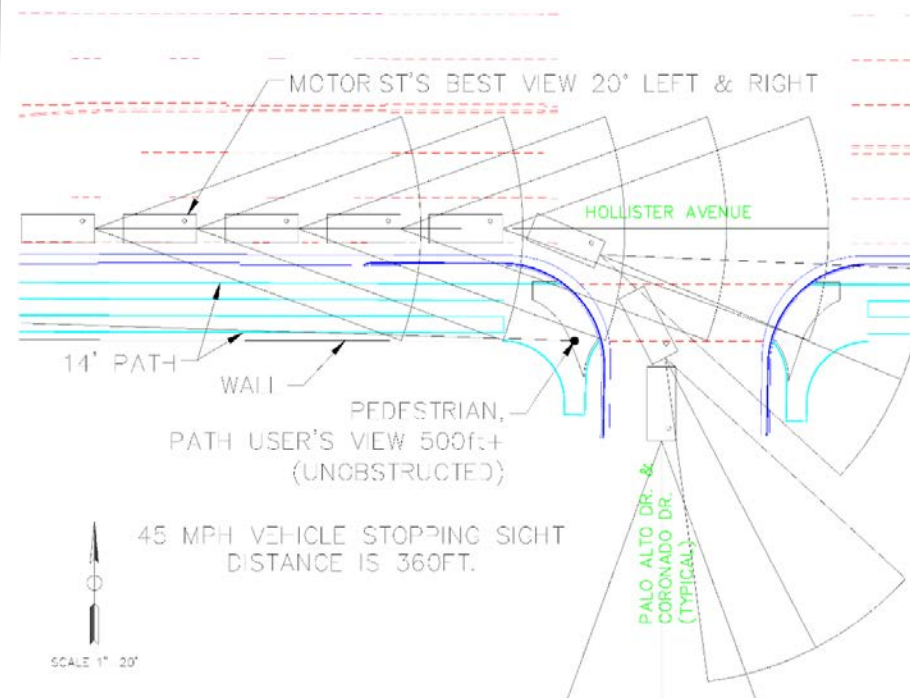 MOTORIST'S BEST VIEW 20° LEFT & RIGHT
HOLLISTER AVENUE
14' PATH
WALL
PEDESTRIAN,
PATH USER'S VIEW 500ft+
(UNOBSTRUCTED)
PALO ALTO DR. &
CORONADO DR.
(TYPICAL)
45 MPH VEHICLE STOPPING SIGHT
DISTANCE IS 360FT.
SCALE 1" 20'